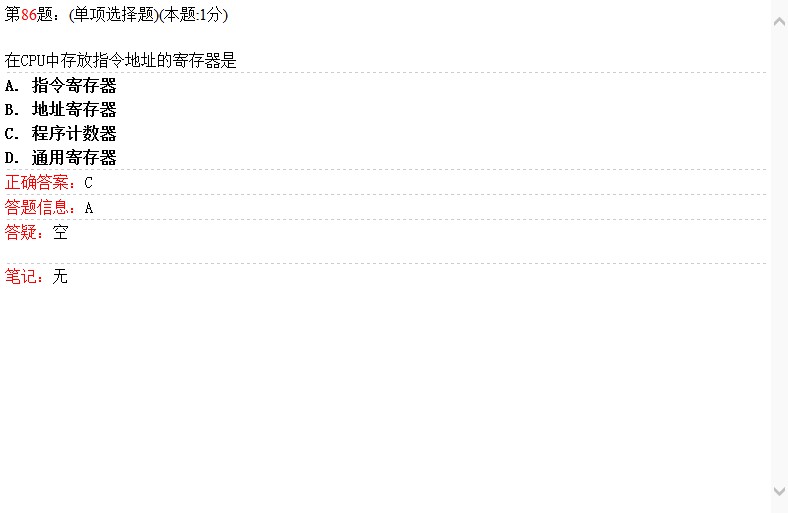 第86题：(单项选择题)(本题:1分)
在CPU中存放指令地址的寄存器是
A. 指令寄存器
B. 地址寄存器
C. 程序计数器
D. 通用寄存器
正确答案：C
答题信息：A
答疑：空
笔记：无